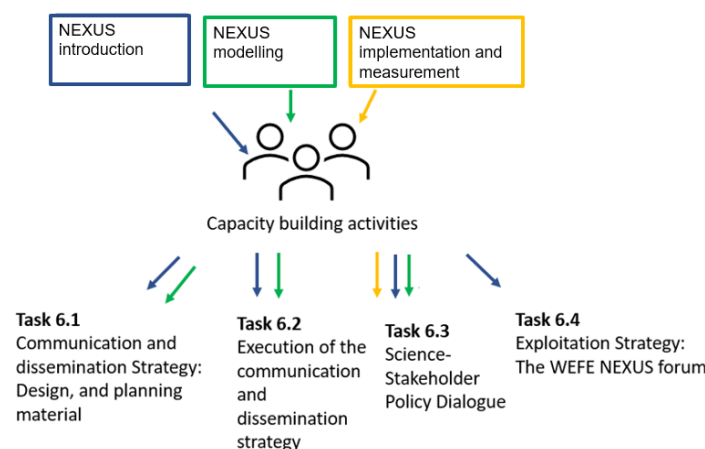 NEXUS
introduction
NEXUS
modelling
NEXUS
implementation and
measurement
Capacity building activities
Task 6.1
Communication and
dissemination Strategy:
Design, and planning
material
Task 6.2
Execution of the
communication
and
dissemination
strategy
Task 6.3
Science-
Stakeholder
Policy Dialogue
Task 6.4
Exploitation Strategy:
The WEFE NEXUS forum